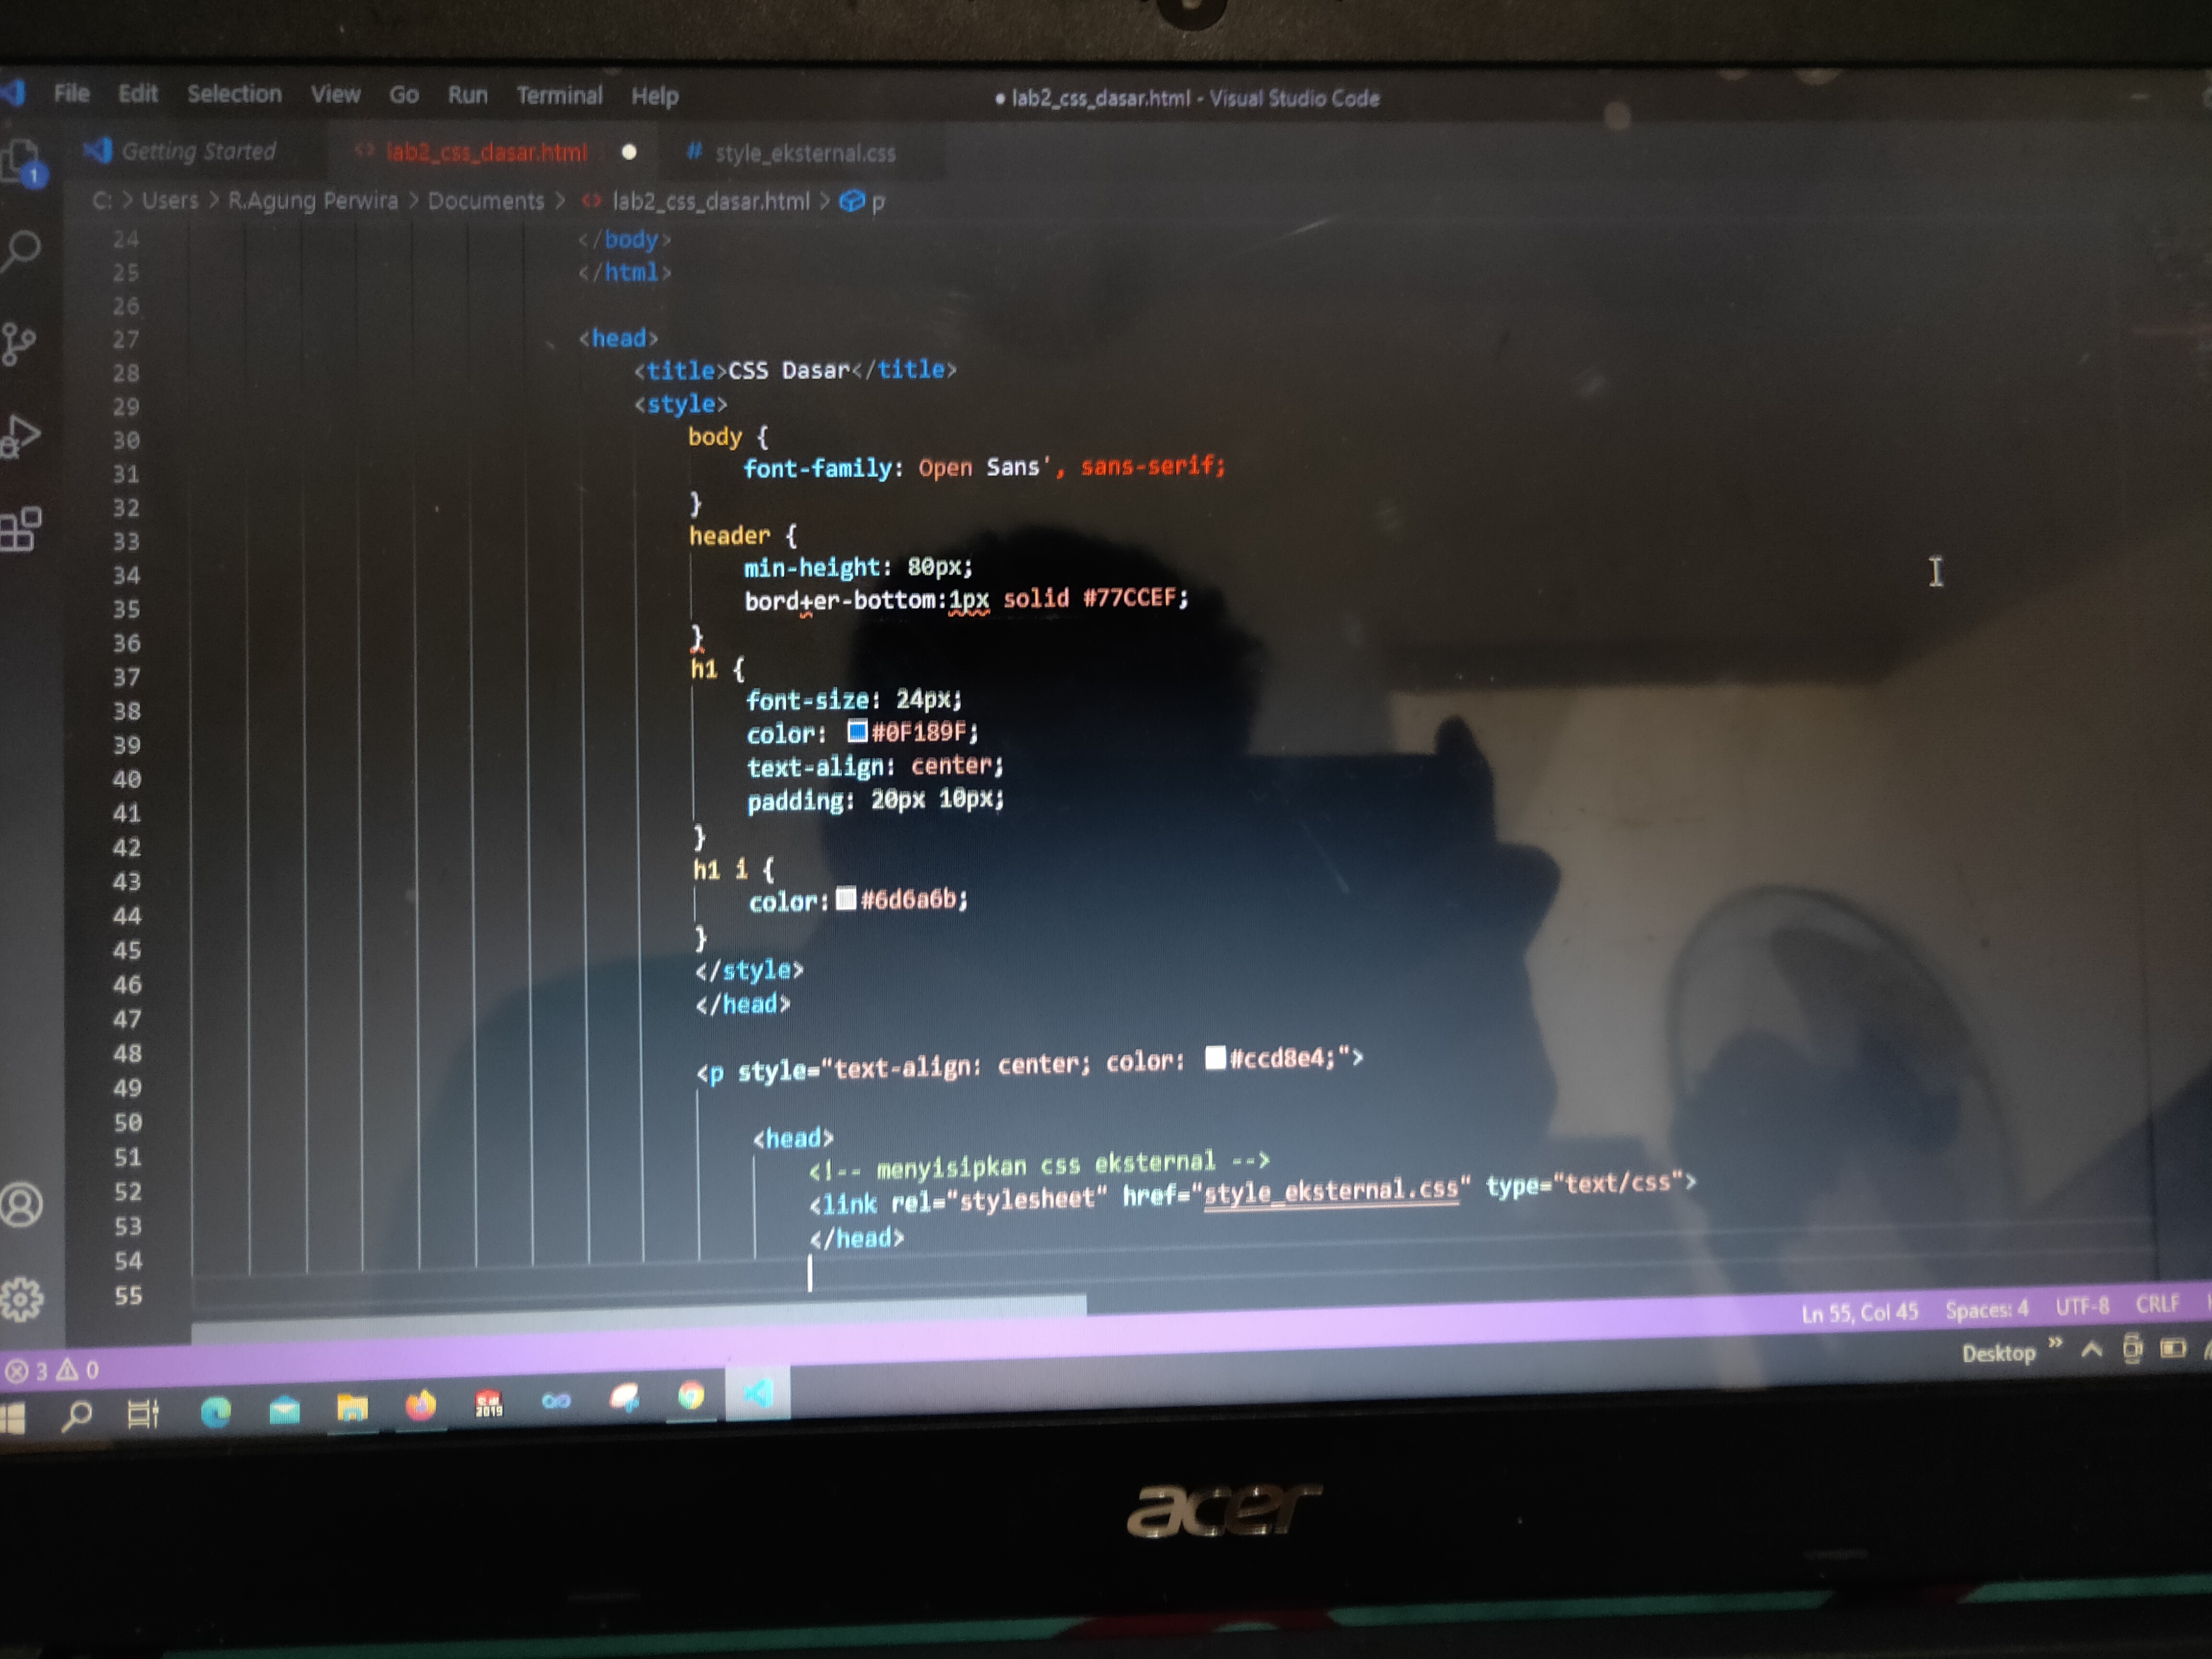 File Edit Selection View Go Run Terminal Help
● lab2_css_dasar.html - Visual Studio Code
Getting Started <> lab2_css_dasar.html ● # style_eksternal.css
1
C: > Users > R.Agung Perwira > Documents > <> lab2_css_dasar.html > p
24 </body>
25 </html>
26
27 <head>
28 <title>CSS Dasar</title>
29 <style>
30 body {
31 font-family: Open Sans', sans-serif;
32 }
33 header {
34 min-height: 80px;
35 bord+er-bottom:1px solid #77CCEF;
36 }
37 h1 {
38 font-size: 24px;
39 color: #0F189F;
40 text-align: center;
41 padding: 20px 10px;
42 }
43 h1 i {
44 color:#6d6a6b;
45 }
46 </style>
47 </head>
48
49 <p style="text-align: center; color: #ccd8e4;">
50
51 <head>
52 <!-- menyisipkan css eksternal -->
53 <link rel="stylesheet" href="style_eksternal.css" type="text/css">
54 </head>
55
Ln 55, Col 45 Spaces: 4 UTF-8 CRLF
3 0
Desktop
2019
acer